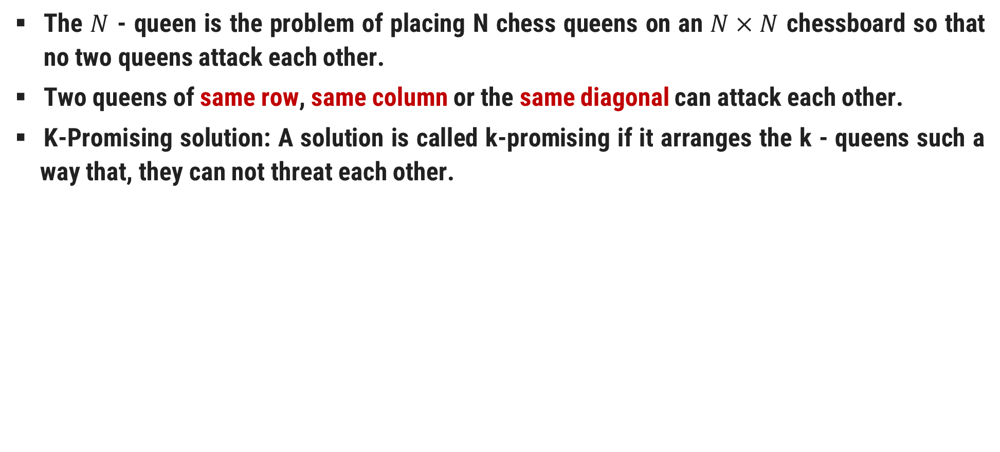 ▪ The N - queen is the problem of placing N chess queens on an N × N chessboard so that
no two queens attack each other.
▪ Two queens of same row, same column or the same diagonal can attack each other.
▪ K-Promising solution: A solution is called k-promising if it arranges the k - queens such a
way that, they can not threat each other.